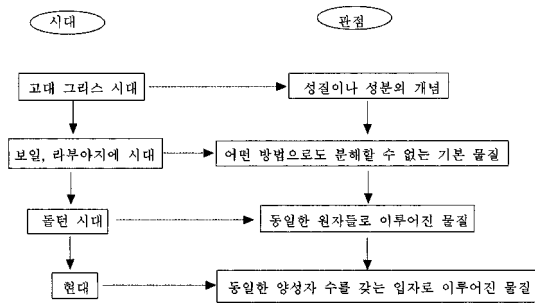 시대 관점
고대 그리스 시대 성질이나 성분의 개념
보일, 라부아지에 시대 어떤 방법으로도 분해할 수 없는 기본 물질
돌턴 시대 동일한 원자들로 이루어진 물질
현대 동일한 양성자 수를 갖는 입자로 이루어진 물질